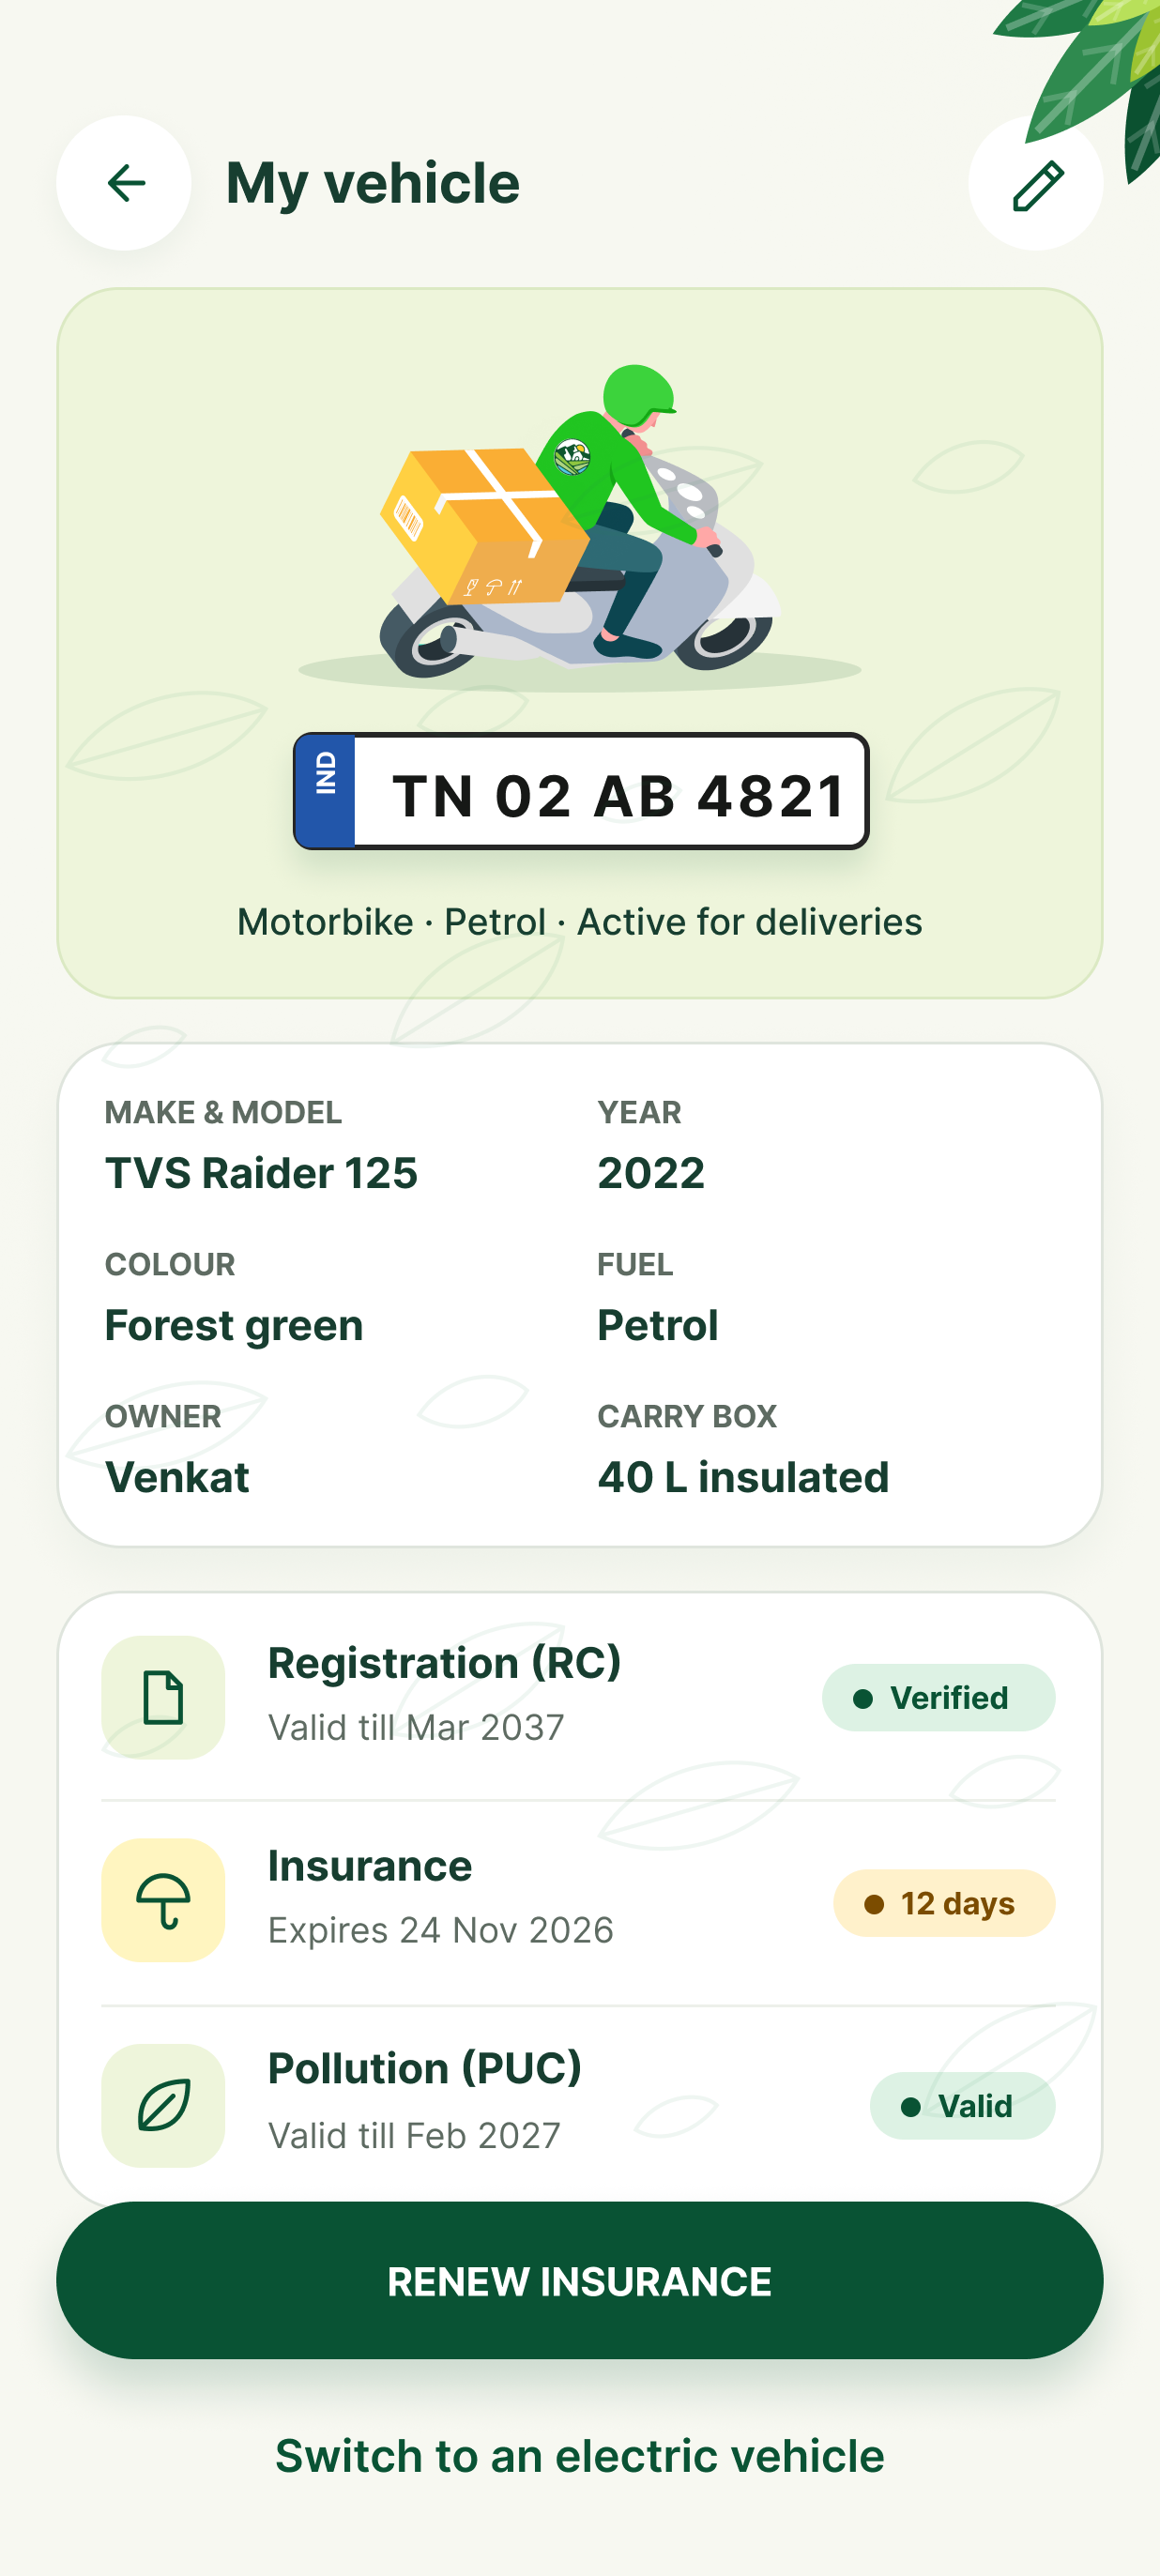 My vehicle
IND
TN 02 AB 4821
Motorbike · Petrol · Active for deliveries
MAKE & MODEL
YEAR
TVS Raider 125
2022
COLOUR
FUEL
Forest green
Petrol
OWNER
CARRY BOX
Venkat
40 L insulated
Registration (RC)
Valid till Mar 2037
Verified
Insurance
Expires 24 Nov 2026
12 days
Pollution (PUC)
Valid till Feb 2027
Valid
RENEW INSURANCE
Switch to an electric vehicle